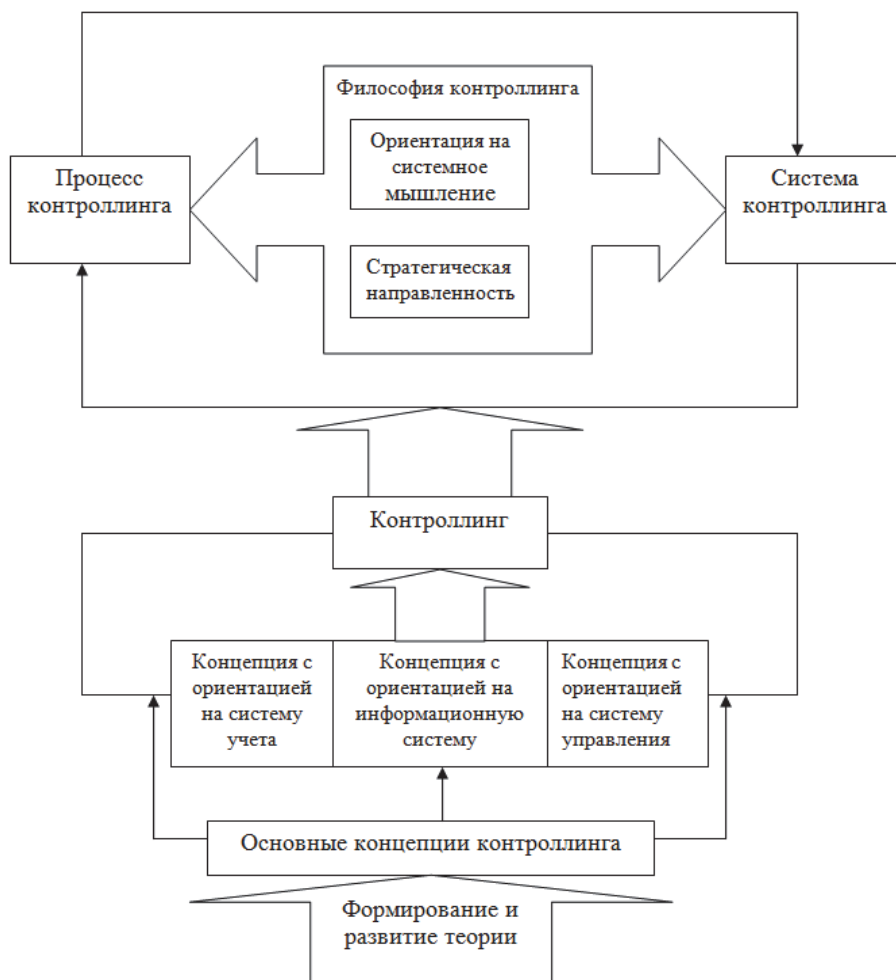 Философия контроллинга
Ориентация на
системное
мышление
Процесс
контроллинга
Система
контроллинга
Стратегическая
направленность
Контроллинг
Концепция с
ориентацией
на систему
учета
Концепция с
ориентацией на
информационную
систему
Концепция с
ориентацией
на систему
управления
Основные концепции контроллинга
Формирование и
развитие теории